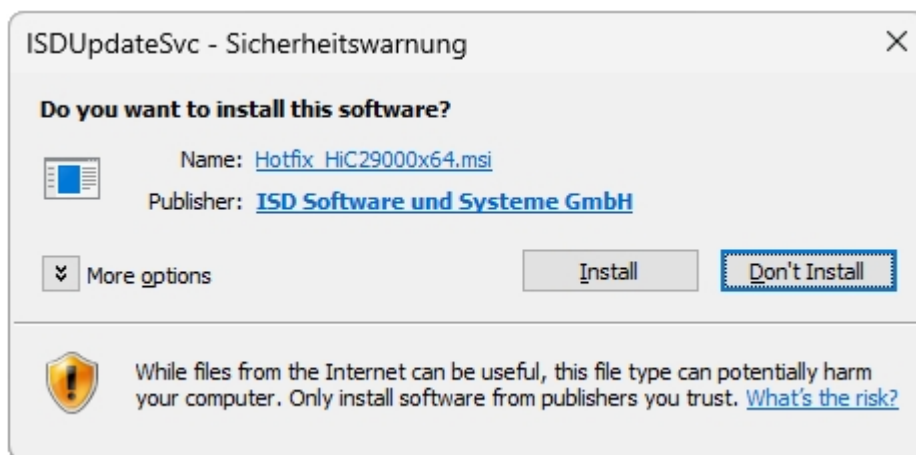 ISDUpdateSvc - Sicherheitswarnung
Do you want to install this software?
Name: Hotfix_HiC29000x64.msi
Publisher: ISD Software und Systeme GmbH
More options
Install
Don't Install
While files from the Internet can be useful, this file type can potentially harm
your computer. Only install software from publishers you trust. What's the risk?